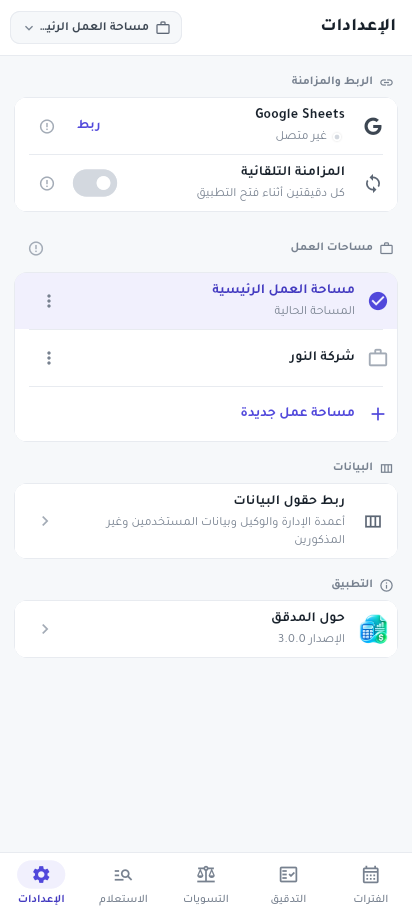 الإعدادات
مساحة العمل الرئي...
الربط والمزامنة
Google Sheets
غير متصل
ربط
المزامنة التلقائية
كل دقيقتين أثناء فتح التطبيق
مساحات العمل
مساحة العمل الرئيسية
المساحة الحالية
شركة النور
مساحة عمل جديدة
البيانات
ربط حقول البيانات
أعمدة الإدارة والوكيل وبيانات المستخدمين وغير
المذكورين
التطبيق
حول المدقق
الإصدار 3.0.0
الفترات
التدقيق
التسويات
الاستعلام
الإعدادات